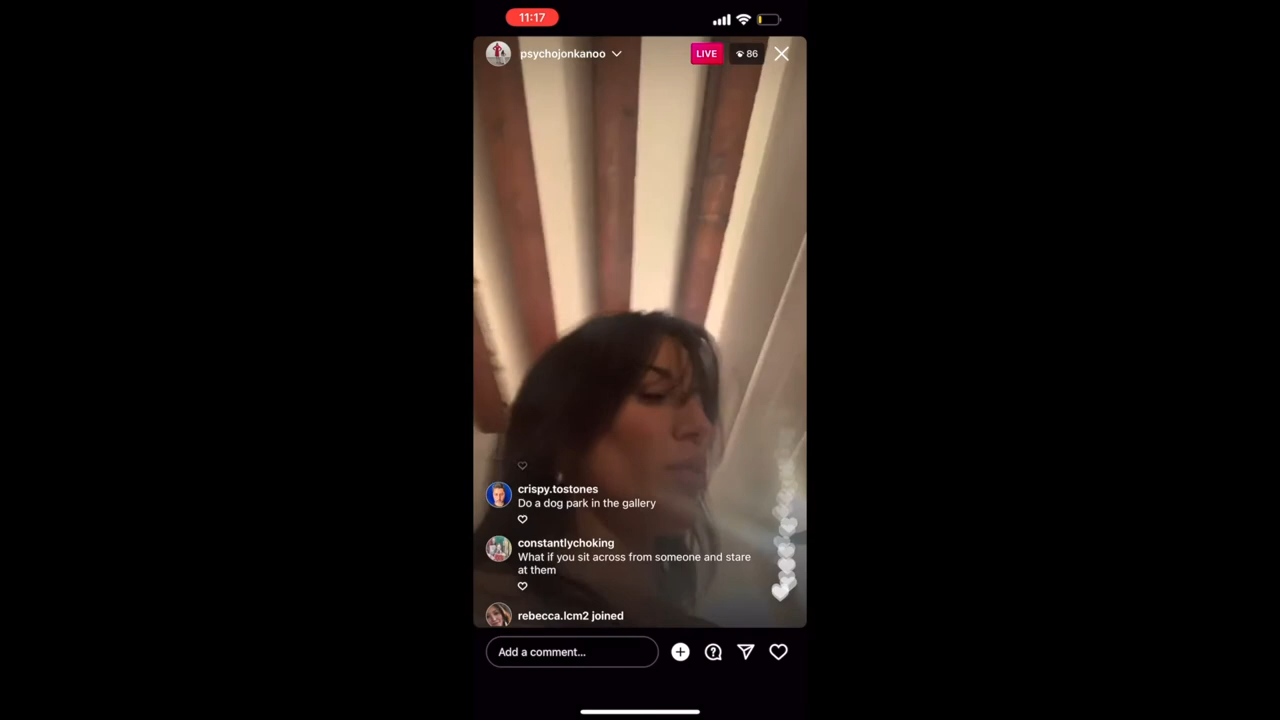 11:17
psychojonkanoo
LIVE
86
crispy.tostones
Do a dog park in the gallery
constantlychoking
What if you sit across from someone and stare
at them
rebecca.lcm2 joined
Add a comment...